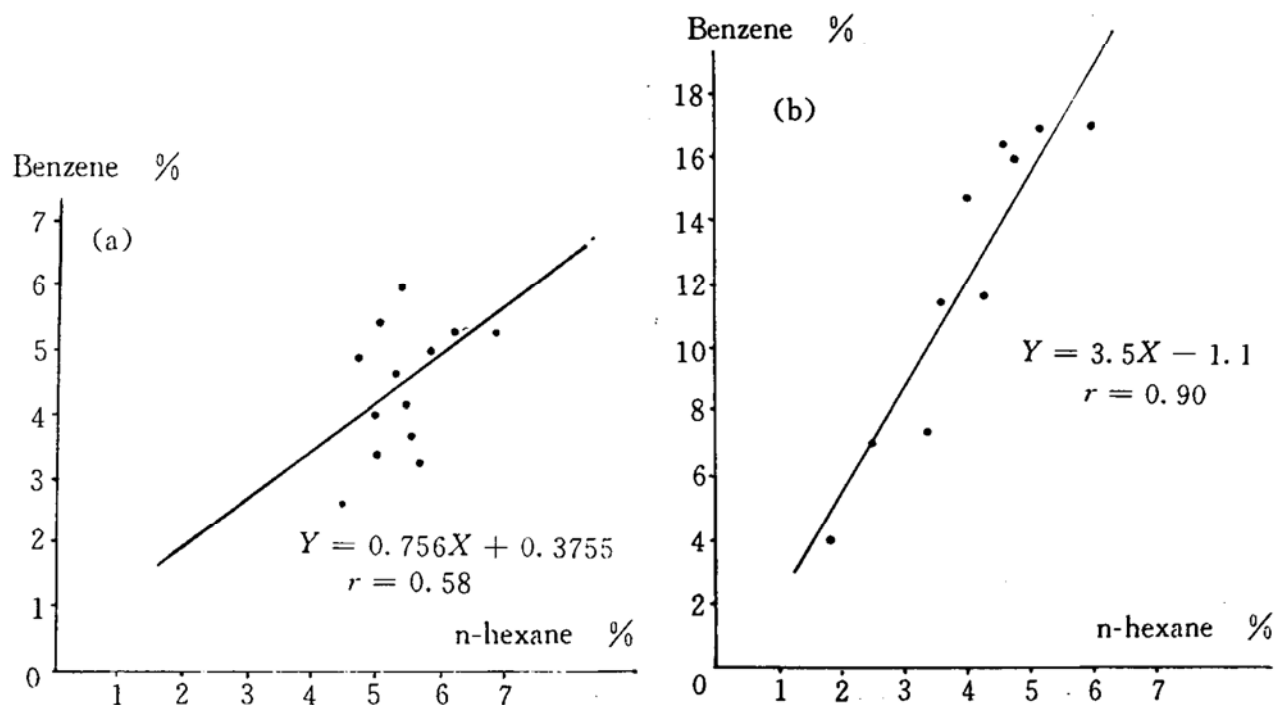 Benzene %
7
(a)
6
5
4
3
2
1
0
Y = 0.756X + 0.3755
r = 0.58
n-hexane %
1 2 3 4 5 6 7
Benzene %
18
(b)
16
14
12
10
8
6
4
2
0
Y = 3.5X − 1.1
r = 0.90
n-hexane %
1 2 3 4 5 6 7